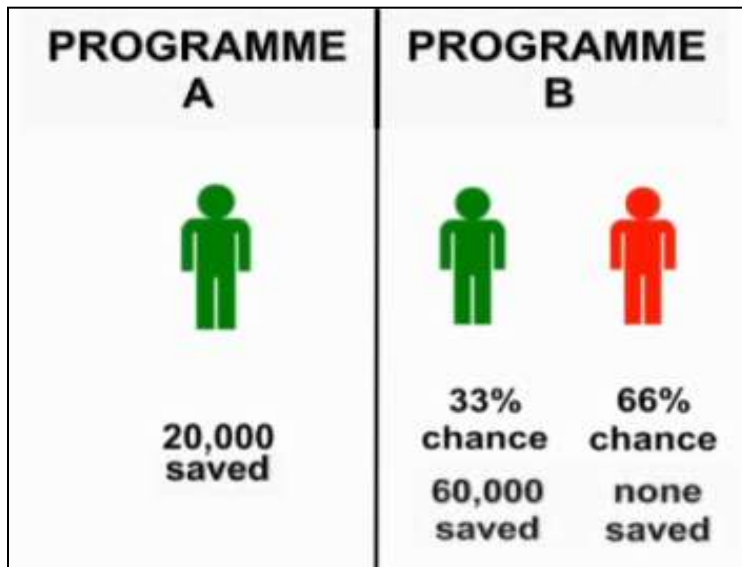 PROGRAMME
A
20,000
saved
PROGRAMME
B
33%
chance
60,000
saved
66%
chance
none
saved